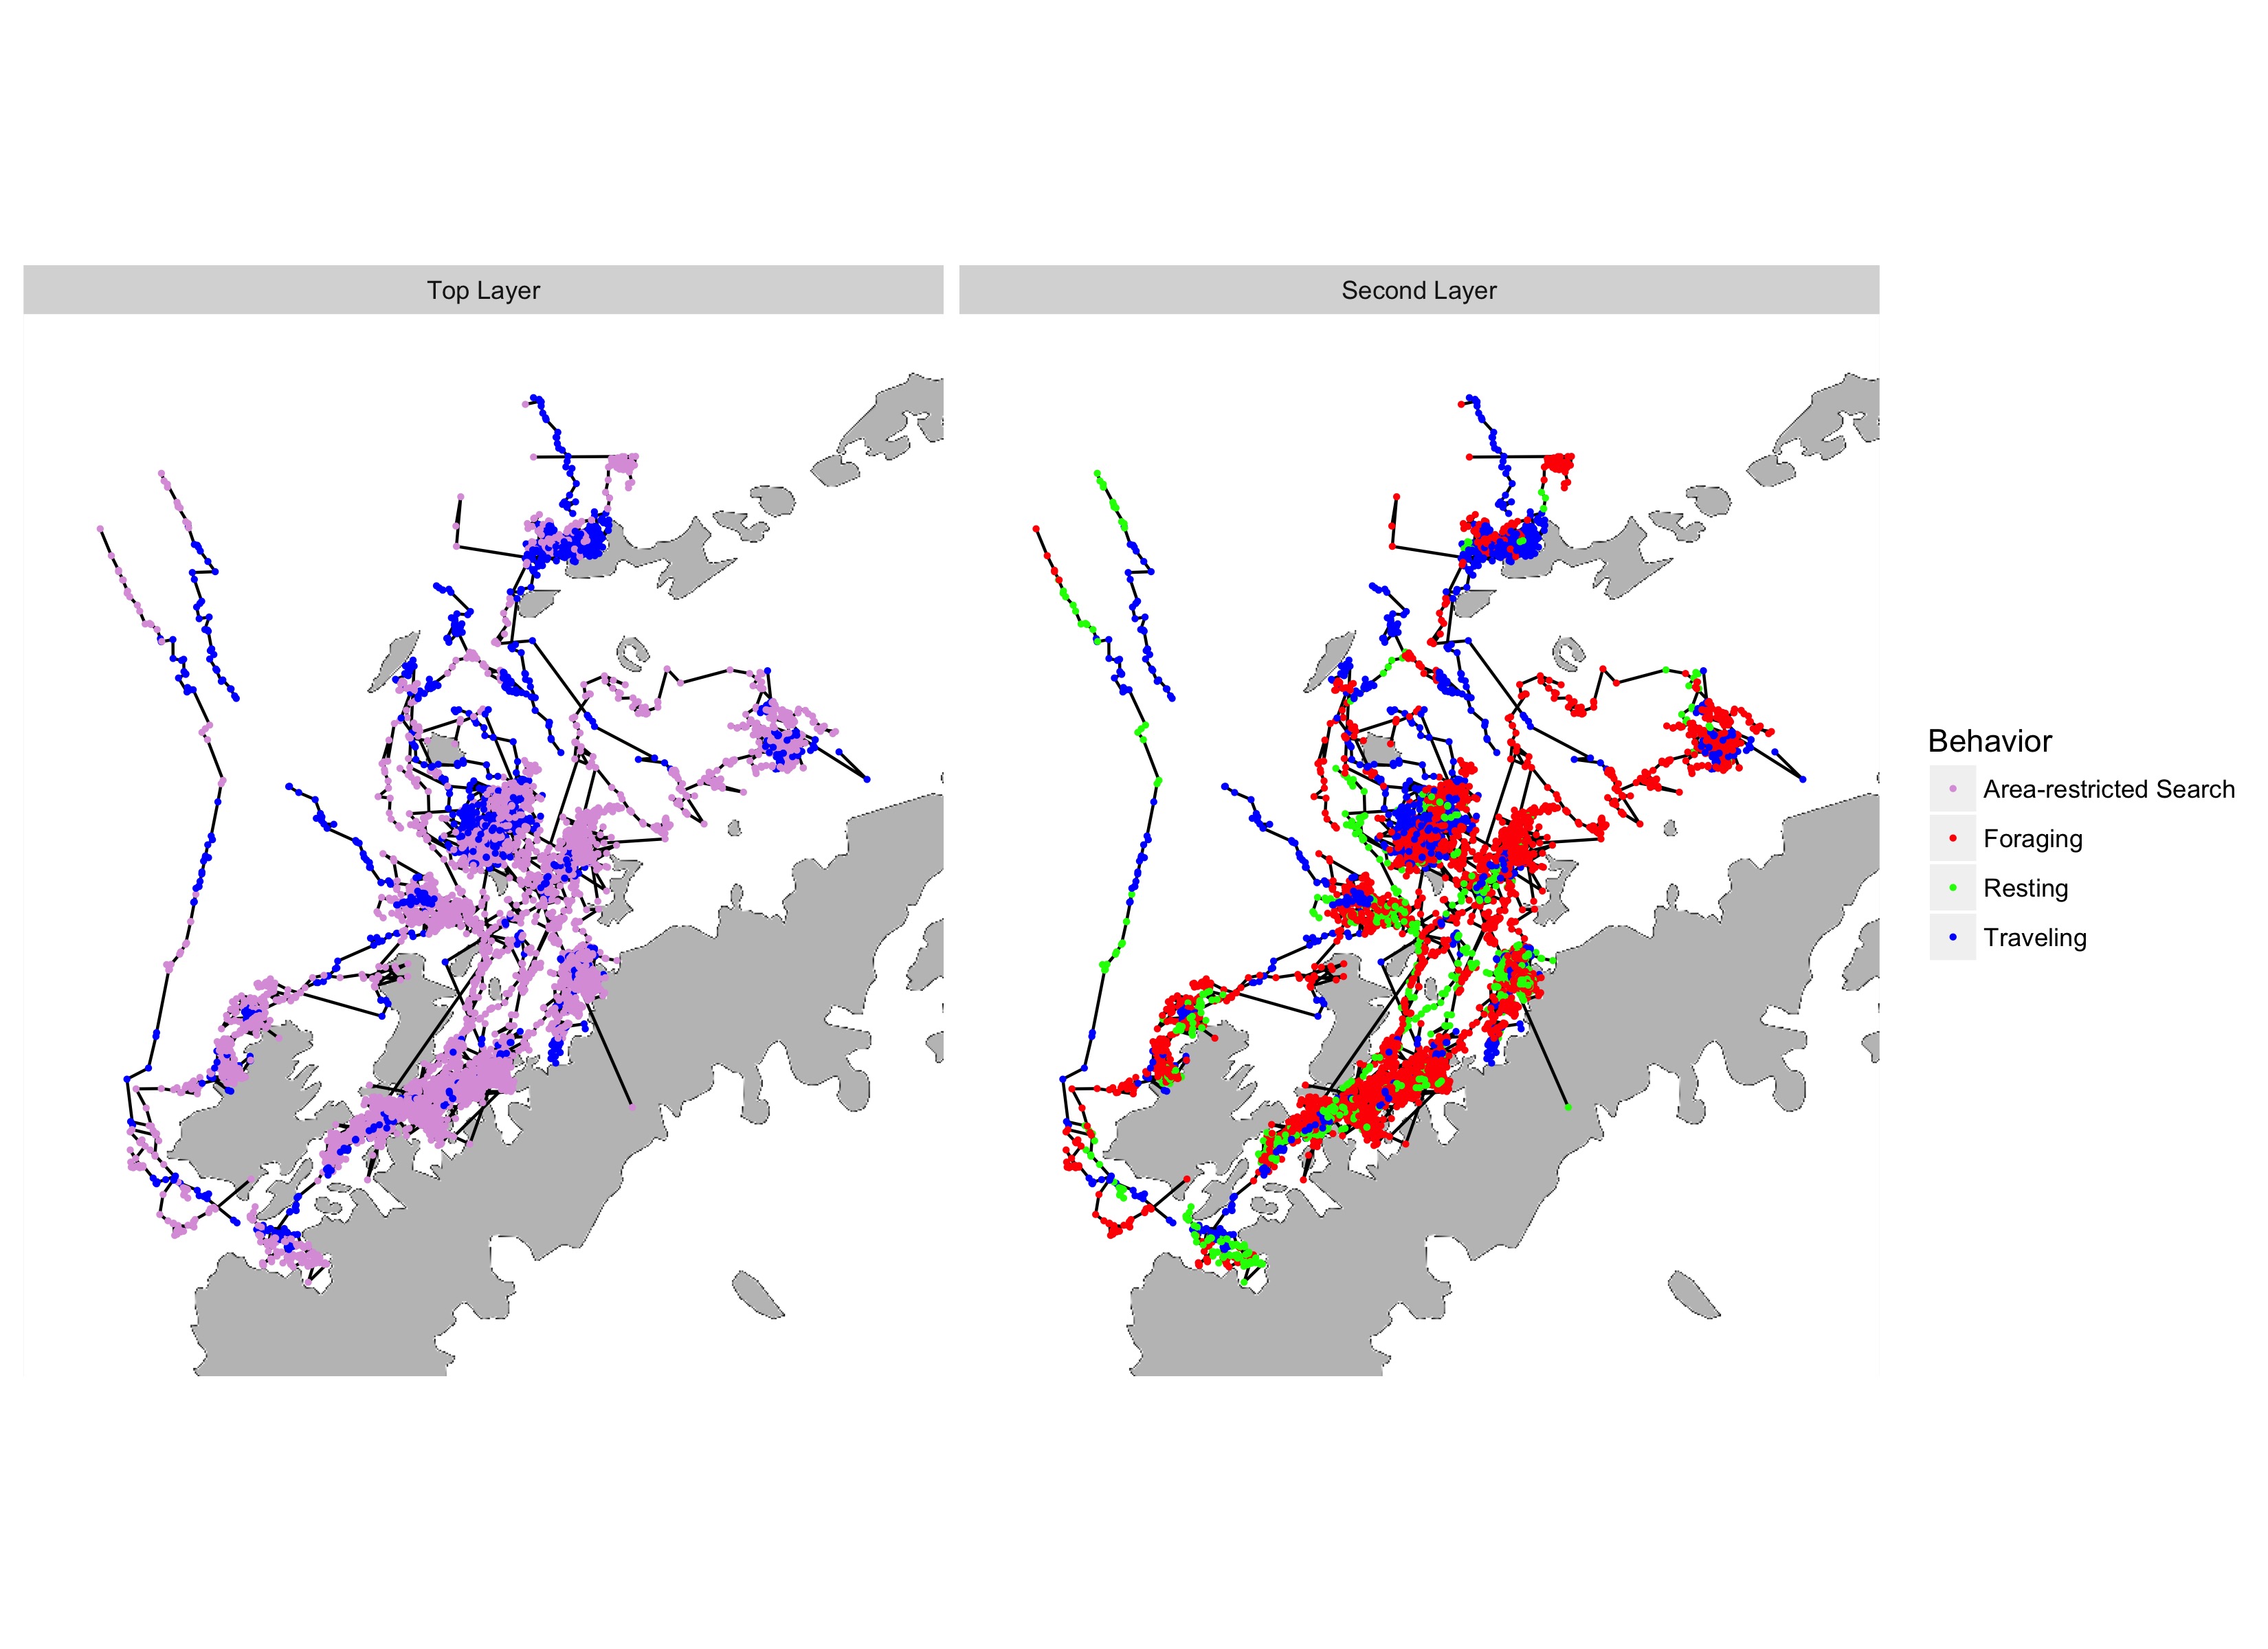 Top Layer
Second Layer
Behavior
Area-restricted Search
Foraging
Resting
Traveling